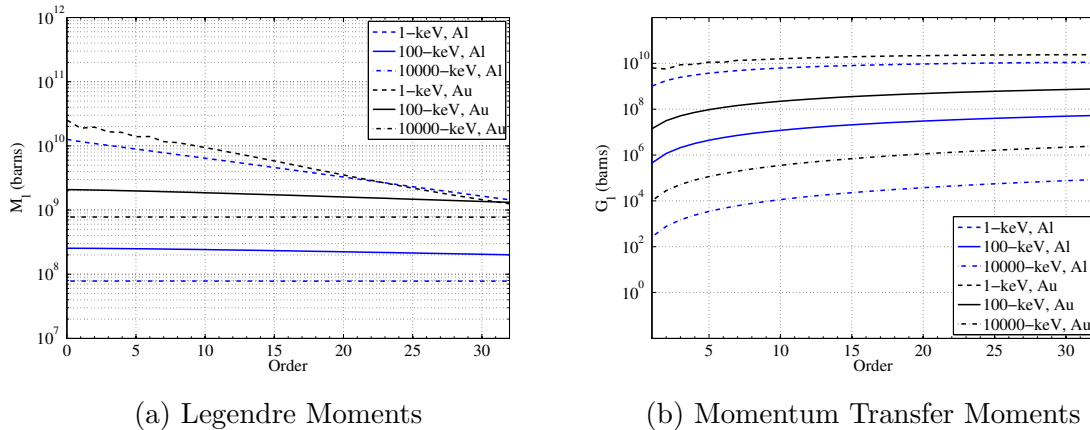 10^12
10^11
10^10
10^9
10^8
10^7
M_l (barns)
0 5 10 15 20 25 30
Order
1−keV, Al
100−keV, Al
10000−keV, Al
1−keV, Au
100−keV, Au
10000−keV, Au
(a) Legendre Moments
10^10
10^8
10^6
10^4
10^2
10^0
G_l (barns)
5 10 15 20 25 30
Order
1−keV, Al
100−keV, Al
10000−keV, Al
1−keV, Au
100−keV, Au
10000−keV, Au
(b) Momentum Transfer Moments